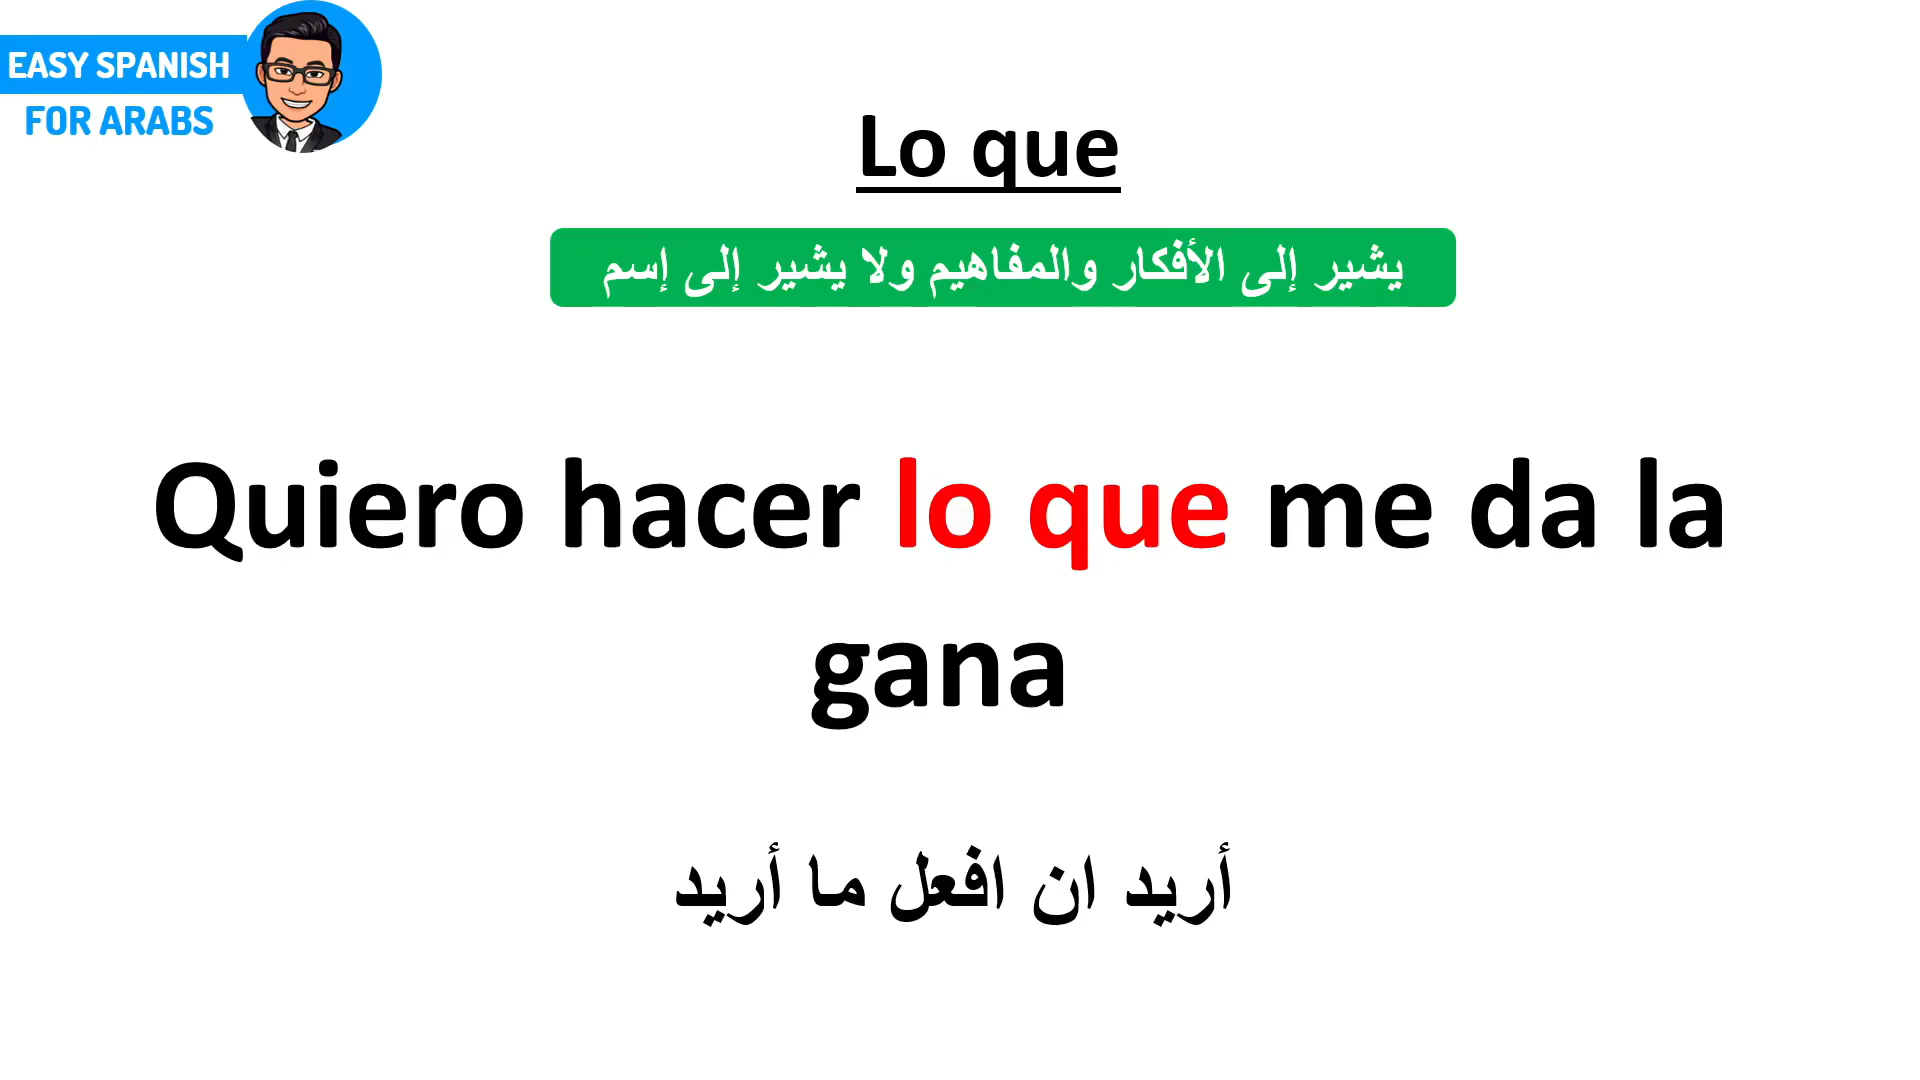 EASY SPANISH
FOR ARABS
Lo que
يشير إلى الأفكار والمفاهيم ولا يشير إلى إسم
Quiero hacer lo que me da la
gana
أريد ان افعل ما أريد